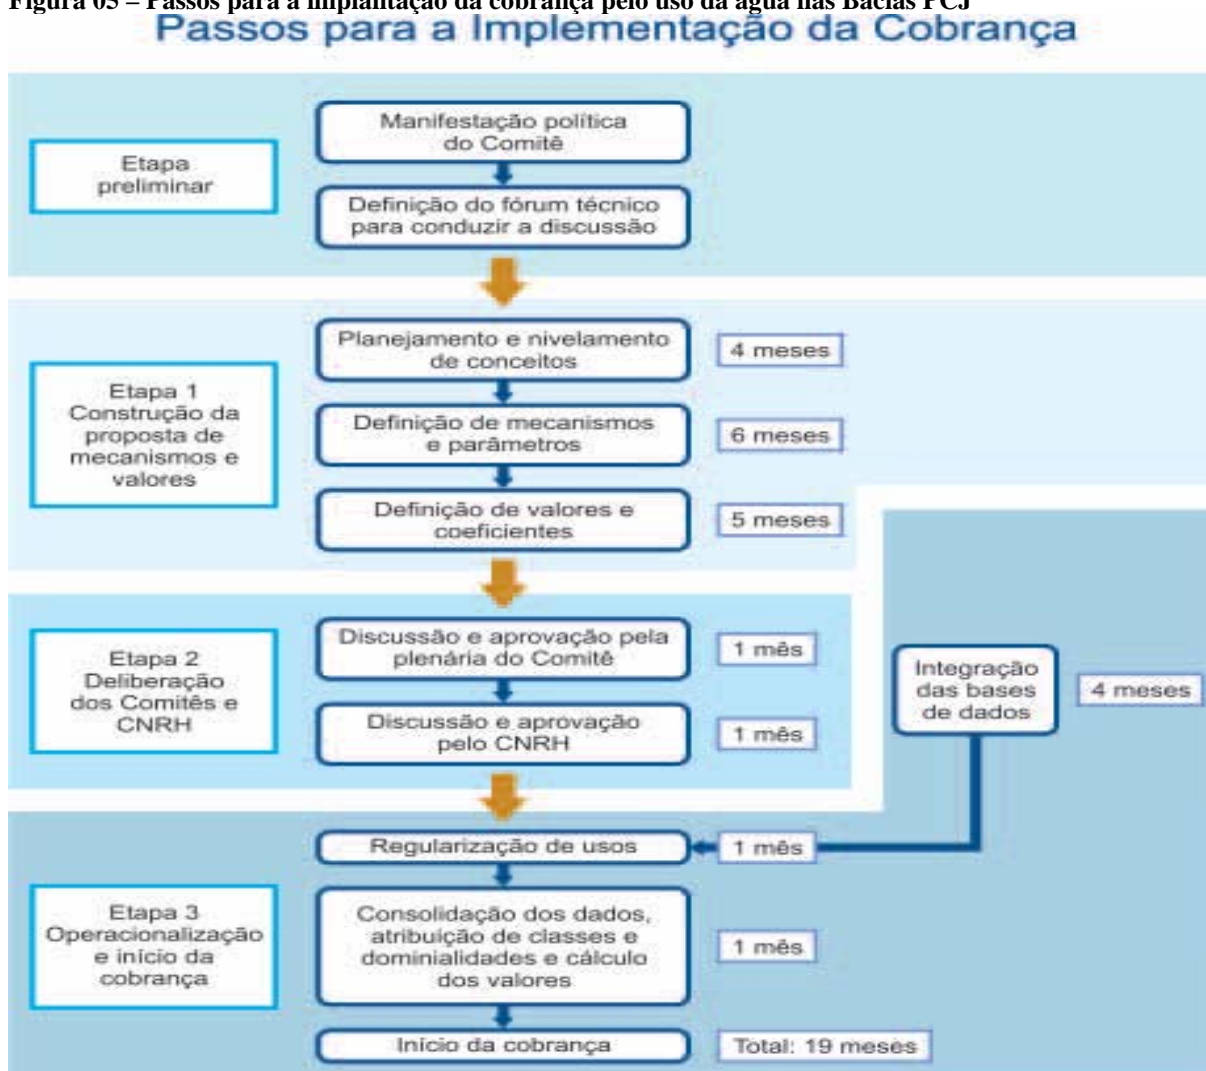 Figura 05 – Passos para a implantação da cobrança pelo uso da água nas Bacias PCJ
Passos para a Implementação da Cobrança
Etapa
preliminar
Manifestação política
do Comitê
Definição do fórum técnico
para conduzir a discussão
Etapa 1
Construção da
proposta de
mecanismos e
valores
Planejamento e nivelamento
de conceitos
4 meses
Definição de mecanismos
e parâmetros
6 meses
Definição de valores e
coeficientes
5 meses
Etapa 2
Deliberação
dos Comitês e
CNRH
Discussão e aprovação pela
plenária do Comitê
1 mês
Discussão e aprovação
pelo CNRH
1 mês
Integração
das bases
de dados
4 meses
Etapa 3
Operacionalização
e início da
cobrança
Regularização de usos
1 mês
Consolidação dos dados,
atribuição de classes e
dominialidades e cálculo
dos valores
1 mês
Início da cobrança
Total: 19 meses